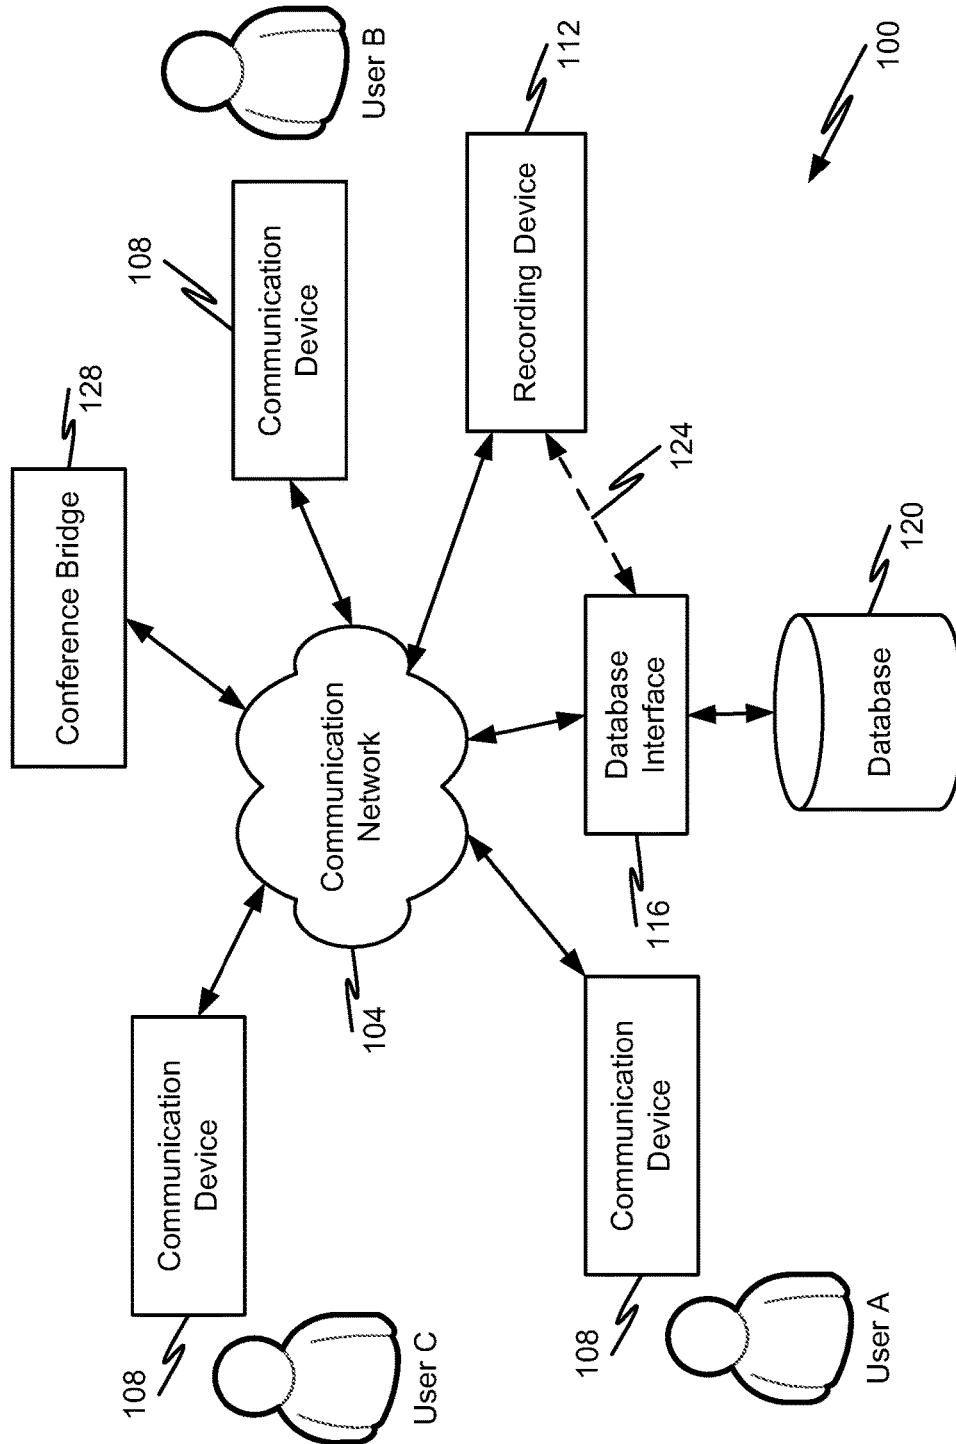 Conference Bridge
128
User B
108
Communication
Device
Communication
Device
108
User C
Communication
Network
104
Recording Device
112
124
Database
Interface
116
Communication
Device
108
User A
Database
120
100